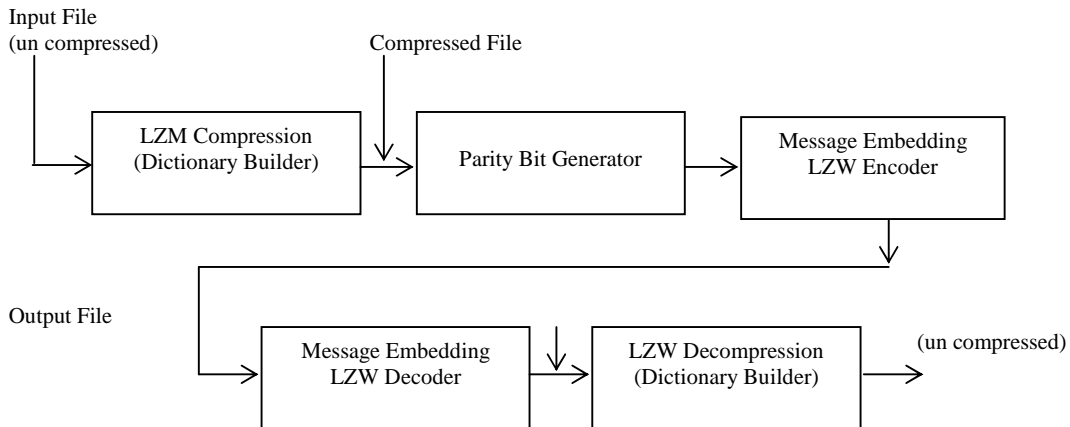 Input File
(un compressed)
Compressed File
LZM Compression
(Dictionary Builder)
Parity Bit Generator
Message Embedding
LZW Encoder
Output File
Message Embedding
LZW Decoder
LZW Decompression
(Dictionary Builder)
(un compressed)